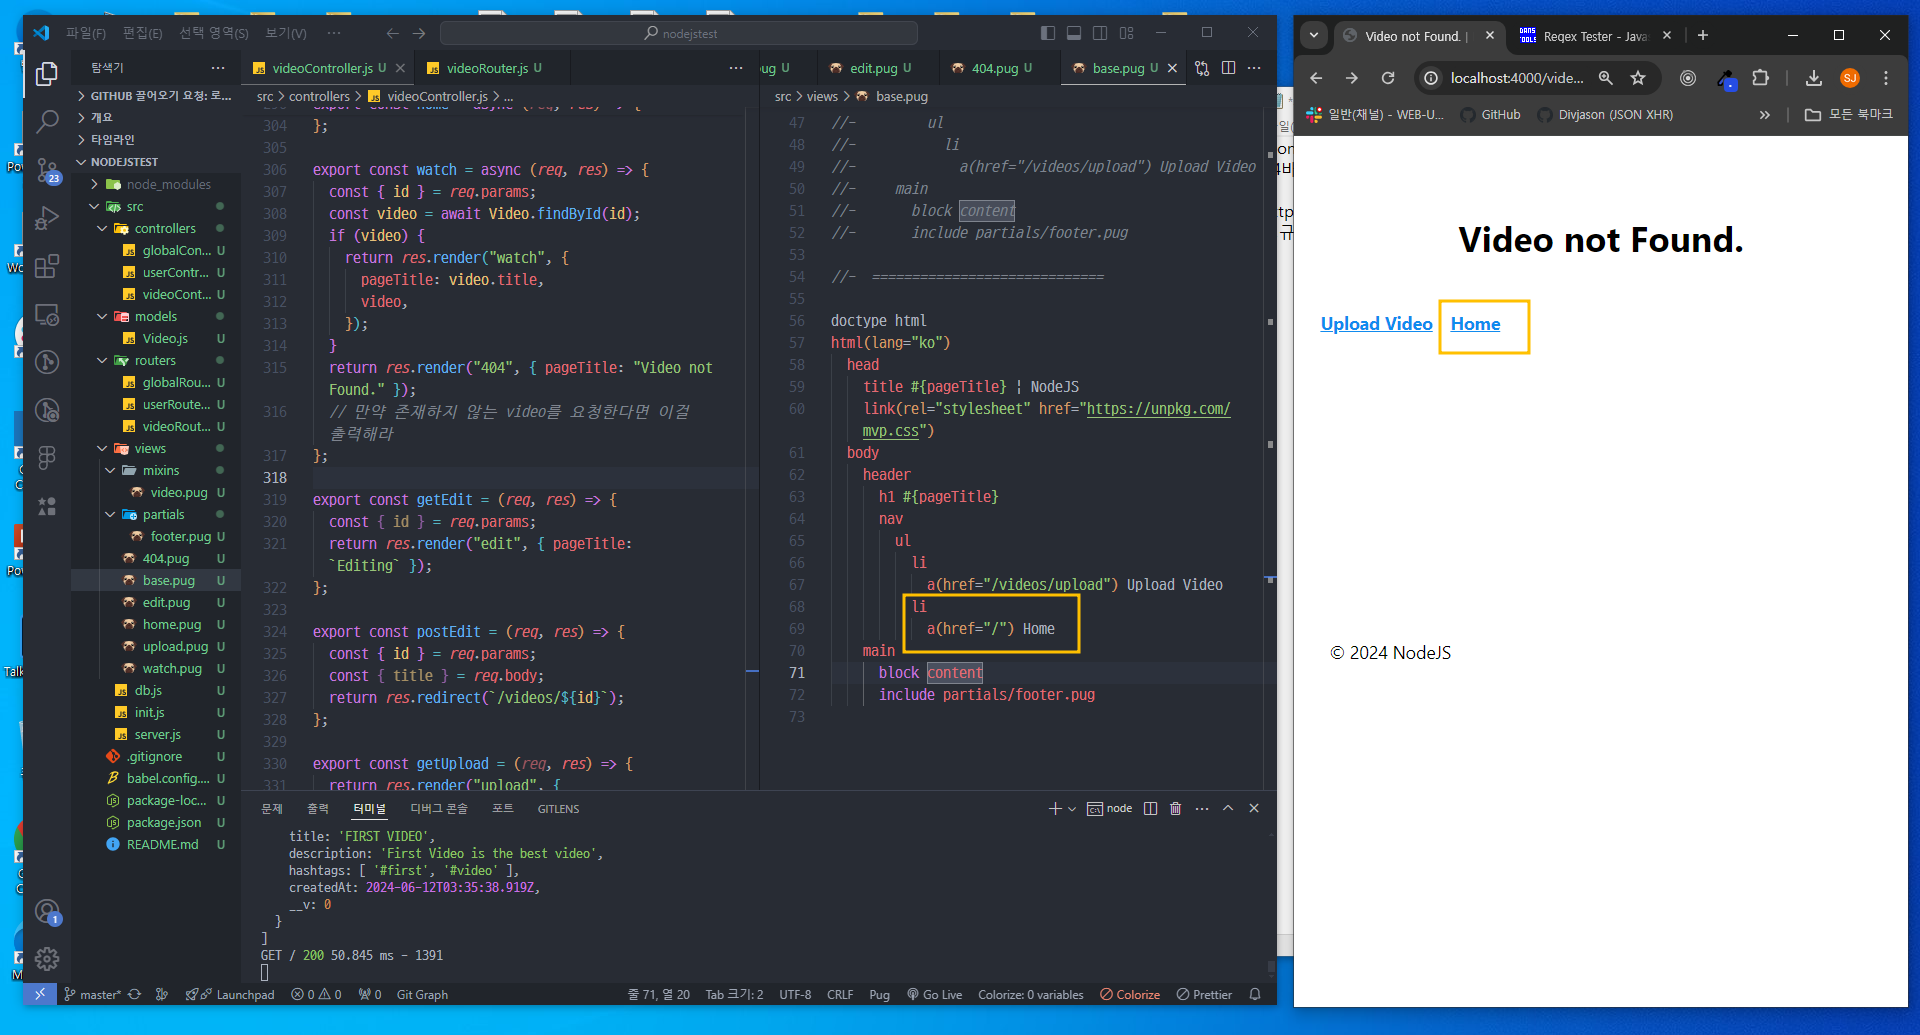 파일(F) 편집(E) 선택 영역(S) 보기(V) ···
nodejstest
탐색기 ···
GITHUB 끌어오기 요청: 로...
개요
타임라인
NODEJSTEST
node_modules
src
controllers
globalCon... U
userContr... U
videoCont... U
models
Video.js U
routers
globalRou... U
userRoute... U
videoRout... U
views
mixins
video.pug U
partials
footer.pug U
404.pug U
base.pug U
edit.pug U
home.pug U
upload.pug U
watch.pug U
db.js U
init.js U
server.js U
.gitignore U
babel.config.... U
package-loc... U
package.json U
README.md U
23
1
videoController.js U videoRouter.js U ···
src > controllers > videoController.js > ...
304 };
305
306 export const watch = async (req, res) => {
307 const { id } = req.params;
308 const video = await Video.findById(id);
309 if (video) {
310 return res.render("watch", {
311 pageTitle: video.title,
312 video,
313 });
314 }
315 return res.render("404", { pageTitle: "Video not
Found." });
316 // 만약 존재하지 않는 video를 요청한다면 이걸
출력해라
317 };
318
319 export const getEdit = (req, res) => {
320 const { id } = req.params;
321 return res.render("edit", { pageTitle:
`Editing` });
322 };
323
324 export const postEdit = (req, res) => {
325 const { id } = req.params;
326 const { title } = req.body;
327 return res.redirect(`/videos/${id}`);
328 };
329
330 export const getUpload = (req, res) => {
331 return res.render("upload", {
ug U edit.pug U 404.pug U base.pug U ···
src > views > base.pug
47 //- ul
48 //- li
49 //- a(href="/videos/upload") Upload Video
50 //- main
51 //- block content
52 //- include partials/footer.pug
53
54 //- =============================
55
56 doctype html
57 html(lang="ko")
58 head
59 title #{pageTitle} ¦ NodeJS
60 link(rel="stylesheet" href="https://unpkg.com/
mvp.css")
61 body
62 header
63 h1 #{pageTitle}
64 nav
65 ul
66 li
67 a(href="/videos/upload") Upload Video
68 li
69 a(href="/") Home
70 main
71 block content
72 include partials/footer.pug
73
문제 출력 터미널 디버그 콘솔 포트 GITLENS
node
title: 'FIRST VIDEO',
description: 'First Video is the best video',
hashtags: [ '#first', '#video' ],
createdAt: 2024-06-12T03:35:38.919Z,
__v: 0
}
]
GET / 200 50.845 ms - 1391
master* Launchpad 0 0 0 Git Graph
줄 71, 열 20 Tab 크기: 2 UTF-8 CRLF Pug Go Live Colorize: 0 variables Colorize Prettier
Video not Found. | Regex Tester - Java
localhost:4000/vide...
SJ
일반(채널) - WEB-U... GitHub Divjason (JSON XHR) » 모든 북마크
Video not Found.
Upload Video Home
© 2024 NodeJS